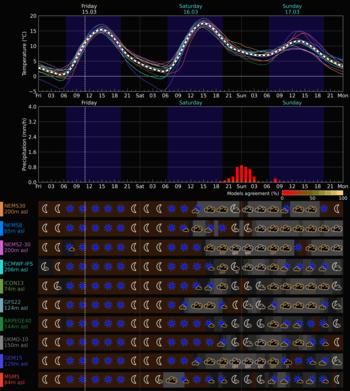 Friday
15.03
Saturday
16.03
Sunday
17.03
Temperature (°C)
20
15
10
5
0
−5
Fri 03 06 09 12 15 18 21 Sat 03 06 09 12 15 18 21 Sun 03 06 09 12 15 18 21 Mon
Friday
Saturday
Sunday
Precipitation (mm/h)
4.0
3.2
2.4
1.6
0.8
0.0
Fri 03 06 09 12 15 18 21 Sat 03 06 09 12 15 18 21 Sun 03 06 09 12 15 18 21 Mon
Models agreement (%)
0 50 100
NEMS30
200m asl
NEMS8
85m asl
NEMS2-30
200m asl
ECMWF-IFS
206m asl
ICON13
74m asl
GFS22
124m asl
ARPEGE40
UKMO-10
150m asl
GEM15
129m asl
MSM5
84m asl